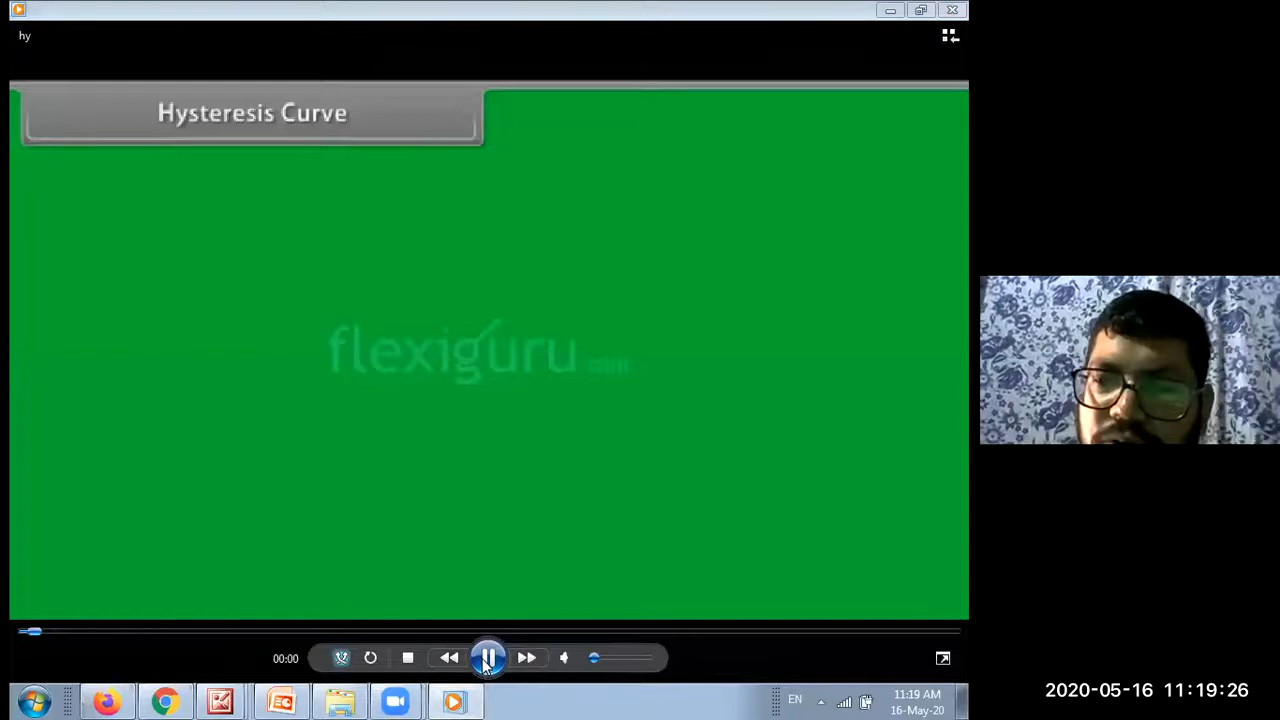 hy
Hysteresis Curve
flexiguru.com
00:00
EN
11:19 AM
16-May-20
2020-05-16 11:19:26